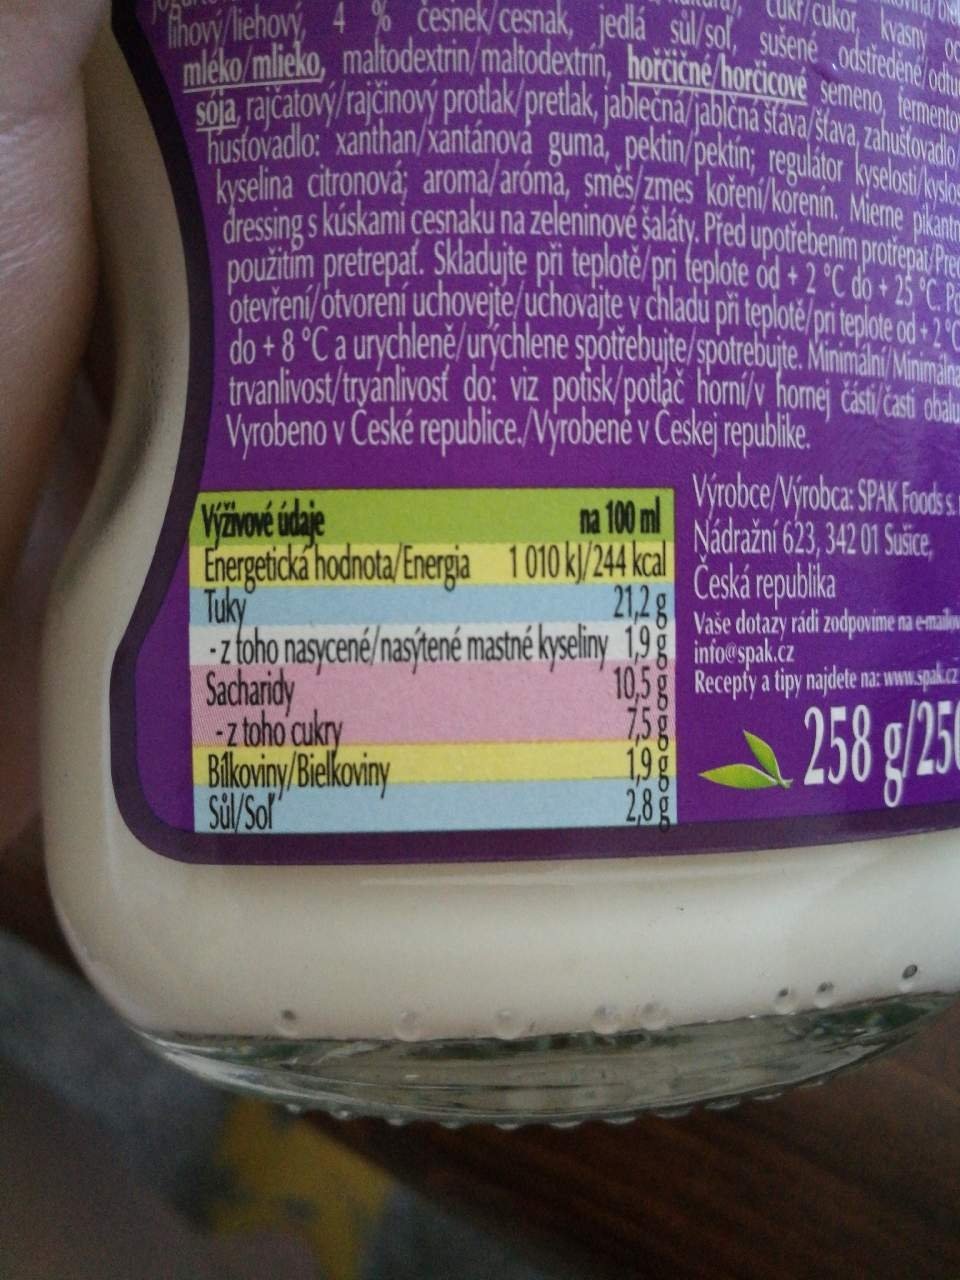 cukr/cukor, kvasný
lihový/liehový, 4 % česnek/cesnak, jedlá sůl/soľ, sušené odstředěné/
mléko/mlieko, maltodextrin/maltodextrín, hořčičné/horčicové semeno,
sója, rajčatový/rajčinový protlak/pretlak, jablečná/jablčná šťáva/šťava, zahušťovadlo/
husťovadlo: xanthan/xantánová guma, pektin/pektín; regulátor kyselosti/
kyselina citronová; aroma/aróma, směs/zmes koření/korenín. Mierne
dressing s kúskami cesnaku na zeleninové šaláty. Před upotřebením protřepat/
použitím pretrepať. Skladujte při teplotě/pri teplote od + 2 °C do + 25 °C.
otevření/otvorení uchovejte/uchovajte v chladu při teplotě/pri teplote od + 2 °C
do + 8 °C a urychleně/urýchlene spotřebujte/spotrebujte. Minimální/Minimálna
trvanlivost/trvanlivosť do: viz potisk/potlač horní/v hornej části/časti obalu
Vyrobeno v České republice./Vyrobené v Českej republike.
Výživové údaje na 100 ml
Energetická hodnota/Energia 1 010 kJ/244 kcal
Tuky 21,2 g
- z toho nasycené/nasýtené mastné kyseliny 1,9 g
Sacharidy 10,5 g
- z toho cukry 7,5 g
Bílkoviny/Bielkoviny 1,9 g
Sůl/Soľ 2,8 g
Výrobce/Výrobca: SPAK Foods s.
Nádražní 623, 342 01 Sušice,
Česká republika
Vaše dotazy rádi zodpovíme na
info@spak.cz
Recepty a tipy najdete na: www.spak.cz
258 g/250